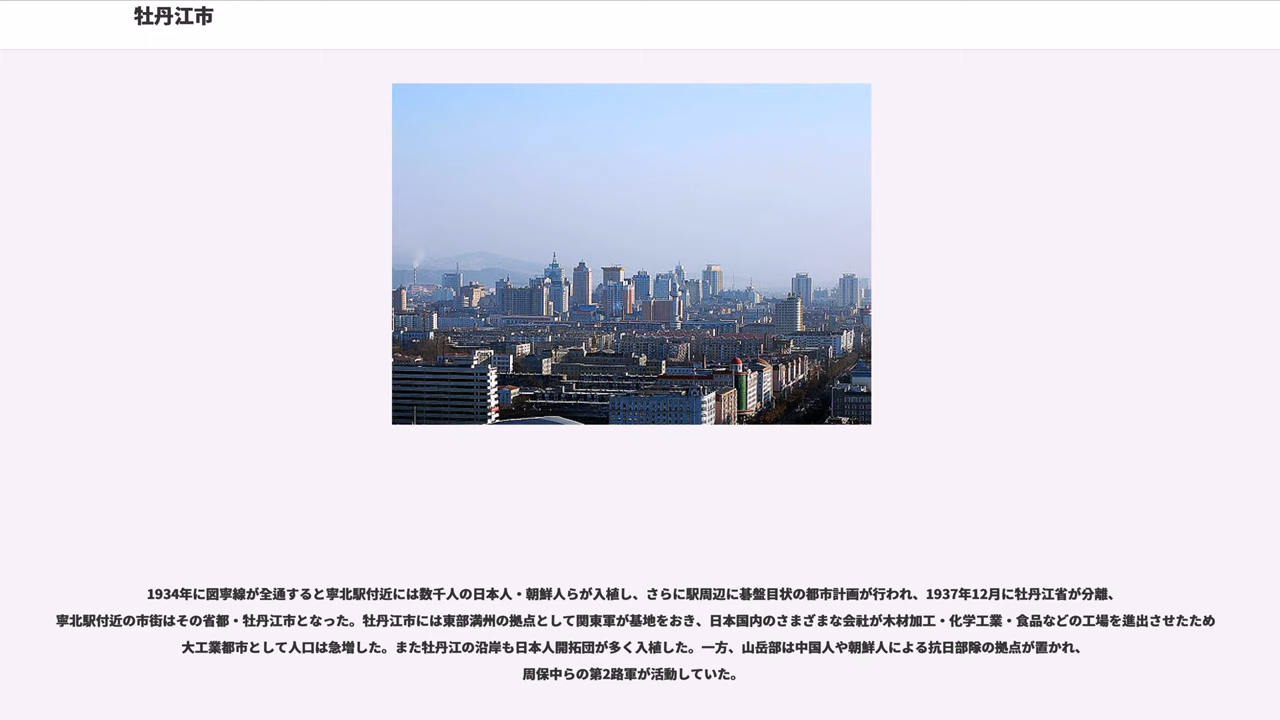 牡丹江市
1934年に図寧線が全通すると寧北駅付近には数千人の日本人・朝鮮人らが入植し、さらに駅周辺に碁盤目状の都市計画が行われ、1937年12月に牡丹江省が分離、
寧北駅付近の市街はその省都・牡丹江市となった。牡丹江市には東部満州の拠点として関東軍が基地をおき、日本国内のさまざまな会社が木材加工・化学工業・食品などの工場を進出させたため
大工業都市として人口は急増した。また牡丹江の沿岸も日本人開拓団が多く入植した。一方、山岳部は中国人や朝鮮人による抗日部隊の拠点が置かれ、
周保中らの第2路軍が活動していた。